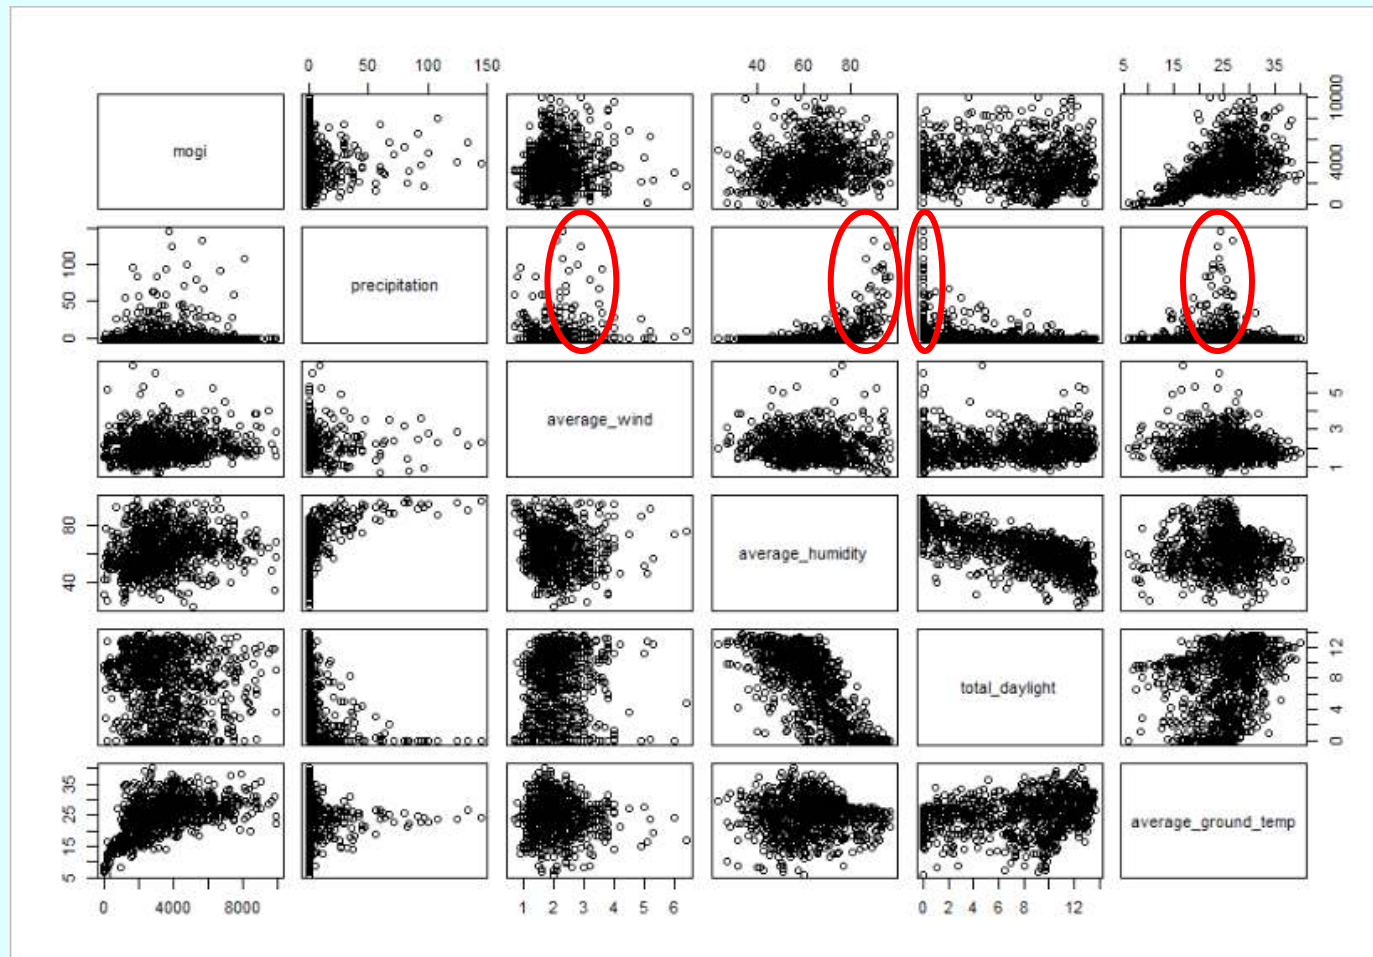 0 50 100 150 40 60 80 5 15 25 35
mogi
0 4000 10000
0 50 100
precipitation
average_wind
1 3 5
40 80
average_humidity
total_daylight
0 4 8 12
5 15 25 35
average_ground_temp
0 4000 8000 1 2 3 4 5 6 0 2 4 6 8 12